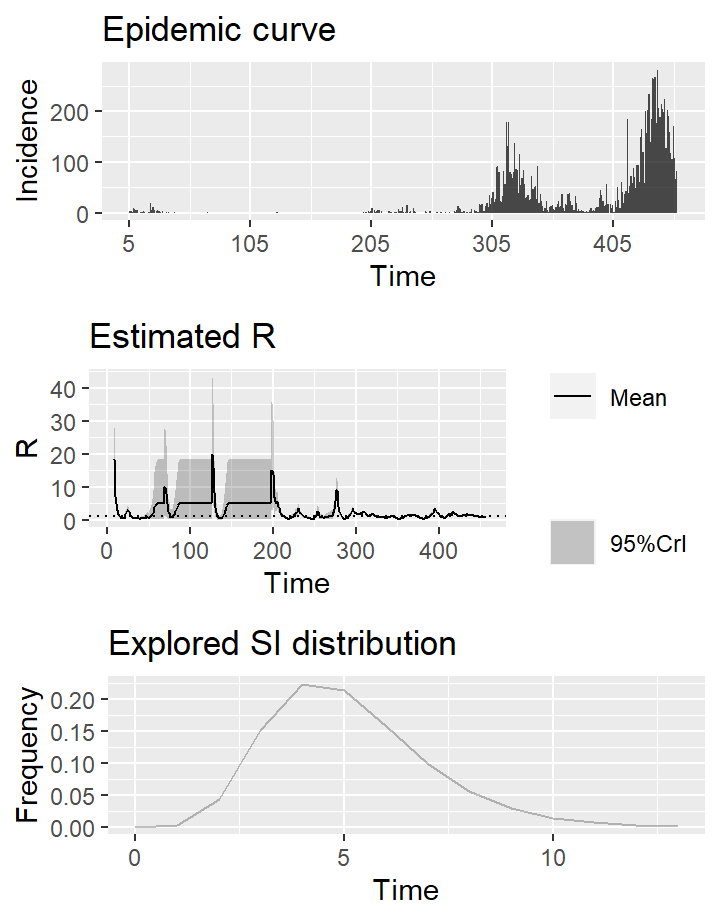 Epidemic curve
Incidence
200
100
0
5 105 205 305 405
Time
Estimated R
R
40
30
20
10
0
0 100 200 300 400
Time
Mean
95%CrI
Explored SI distribution
Frequency
0.20
0.15
0.10
0.05
0.00
0 5 10
Time